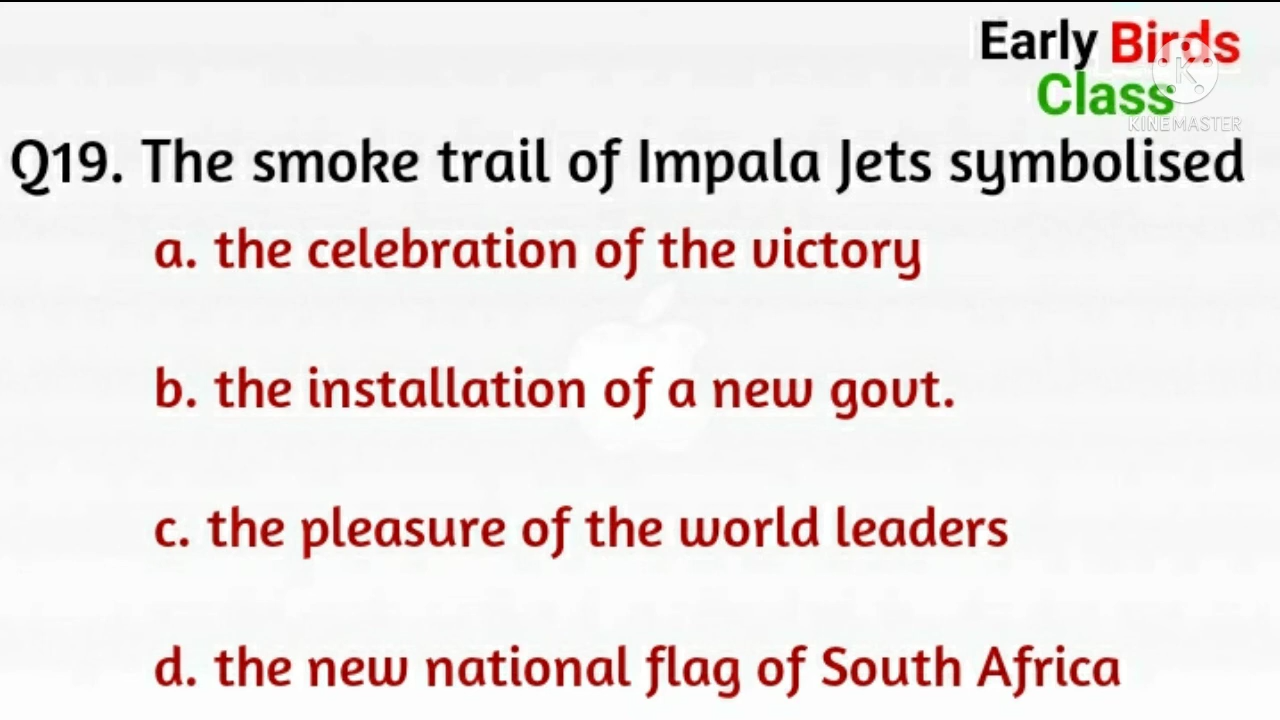 Early Birds
Class
KINEMASTER
Q19. The smoke trail of Impala Jets symbolised
a. the celebration of the victory
b. the installation of a new govt.
c. the pleasure of the world leaders
d. the new national flag of South Africa